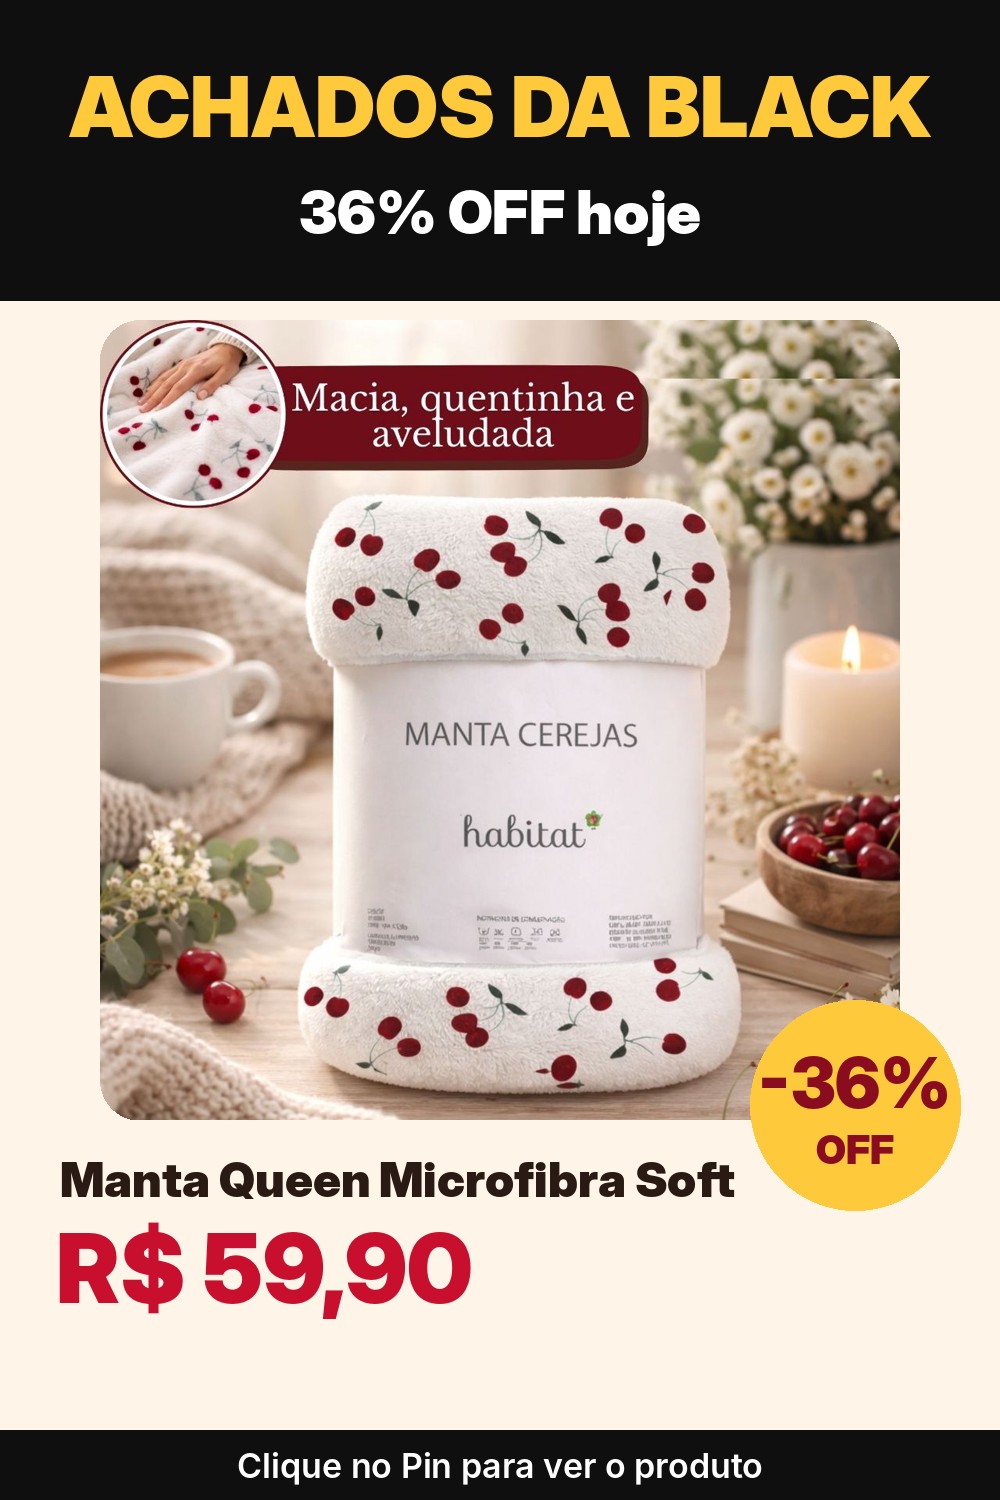 ACHADOS DA BLACK
36% OFF hoje
Macia, quentinha e
aveludada
MANTA CEREJAS
habitat
-36%
OFF
Manta Queen Microfibra Soft
R$ 59,90
Clique no Pin para ver o produto